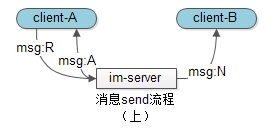 client-A
client-B
msg:R
msg:A
im-server
msg:N
消息send流程
（上）